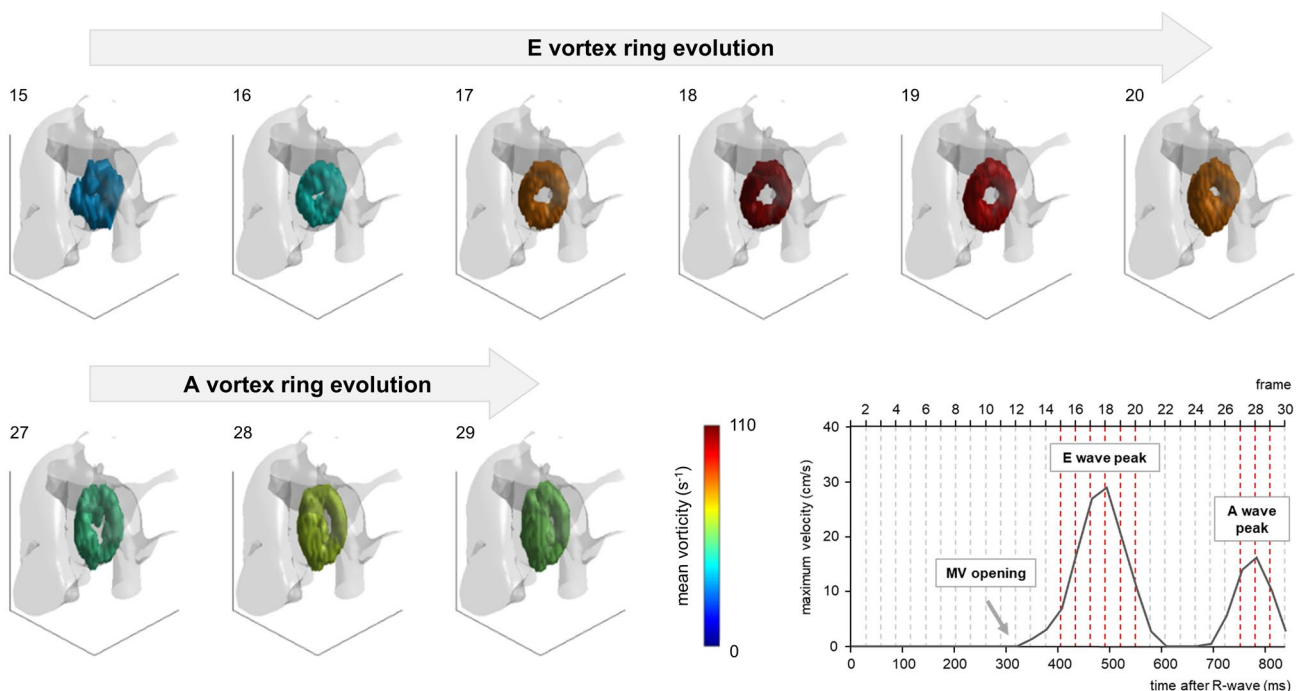 E vortex ring evolution
15 16 17 18 19 20
A vortex ring evolution
27 28 29
110
mean vorticity (s⁻¹)
0
frame
2 4 6 8 10 12 14 16 18 20 22 24 26 28 30
40
30
20
10
0
maximum velocity (cm/s)
E wave peak
A wave
peak
MV opening
0 100 200 300 400 500 600 700 800
time after R-wave (ms)